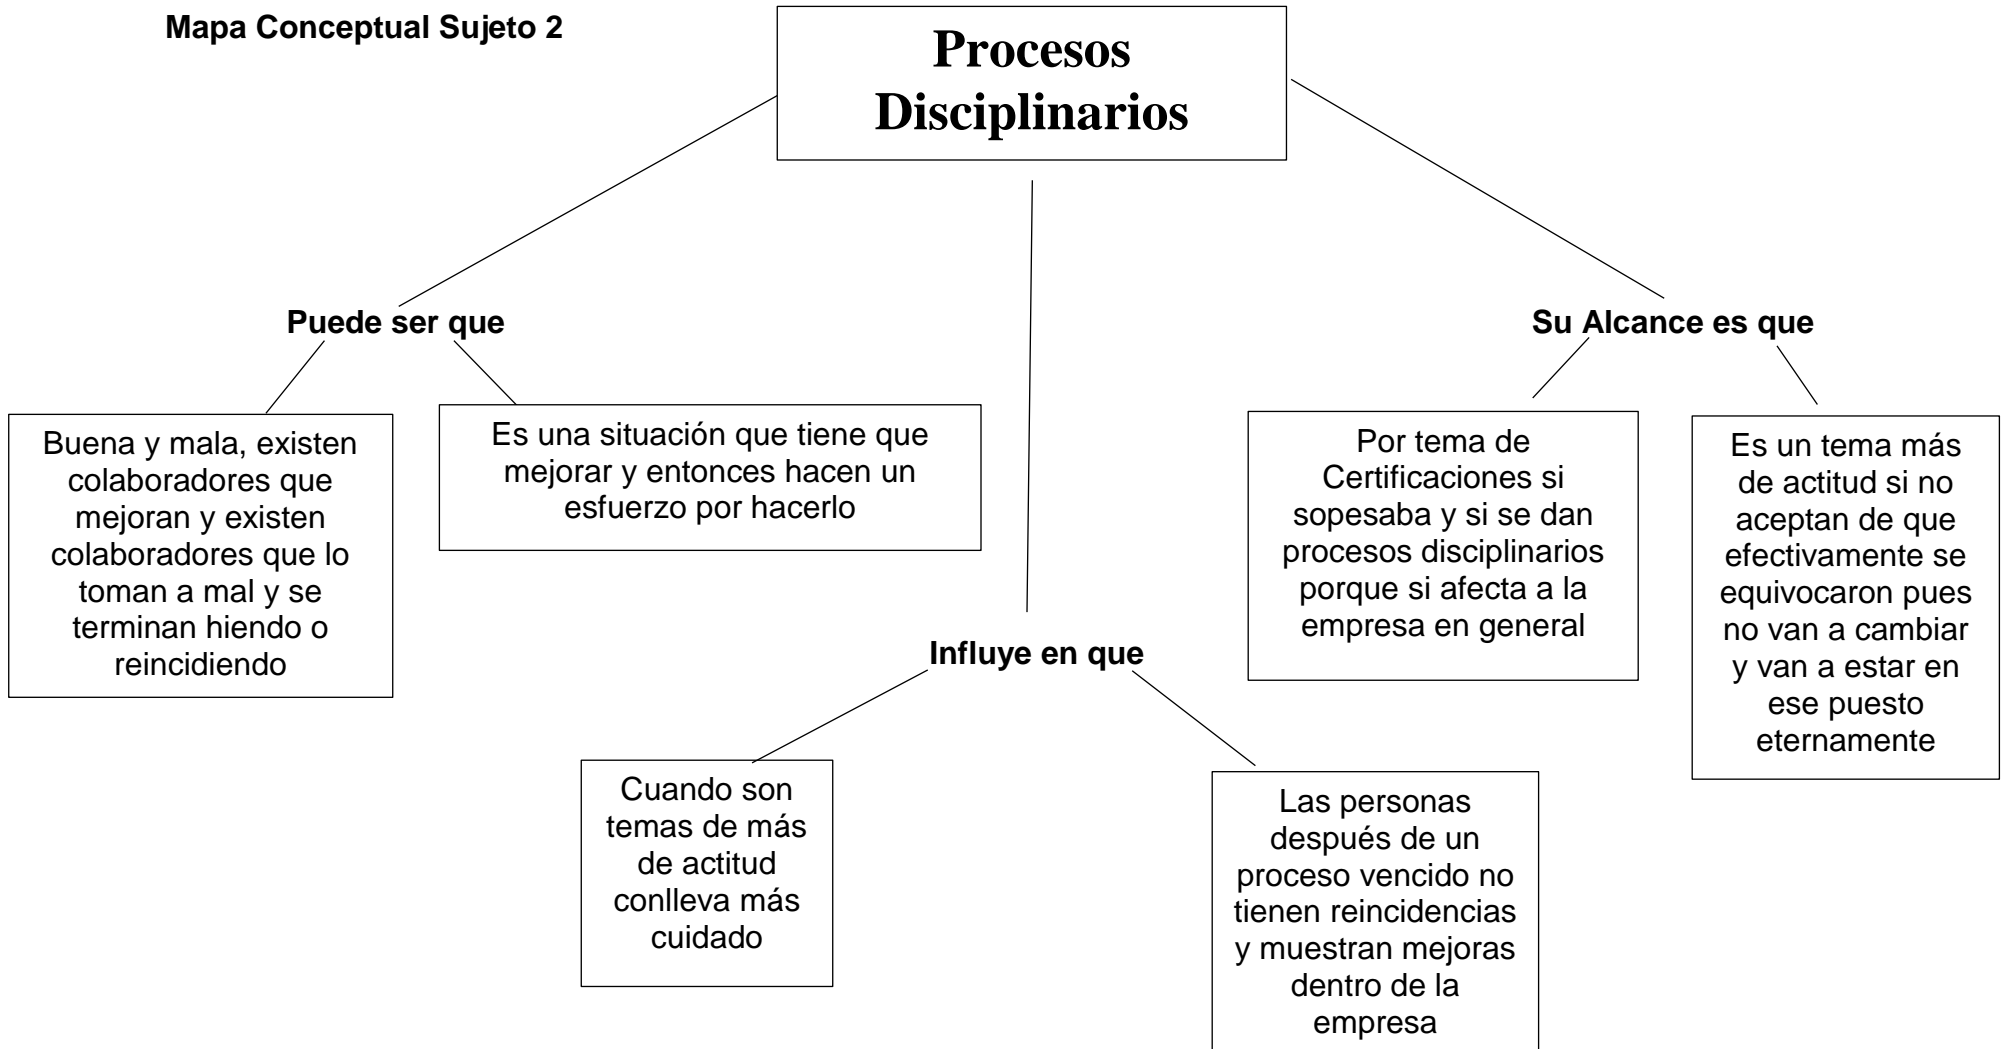 Mapa Conceptual Sujeto 2
Procesos
Disciplinarios
Puede ser que
Buena y mala, existen
colaboradores que
mejoran y existen
colaboradores que lo
toman a mal y se
terminan hiendo o
reincidiendo
Es una situación que tiene que
mejorar y entonces hacen un
esfuerzo por hacerlo
Influye en que
Cuando son
temas de más
de actitud
conlleva más
cuidado
Las personas
después de un
proceso vencido no
tienen reincidencias
y muestran mejoras
dentro de la
empresa
Su Alcance es que
Por tema de
Certificaciones si
sopesaba y si se dan
procesos disciplinarios
porque si afecta a la
empresa en general
Es un tema más
de actitud si no
aceptan de que
efectivamente se
equivocaron pues
no van a cambiar
y van a estar en
ese puesto
eternamente